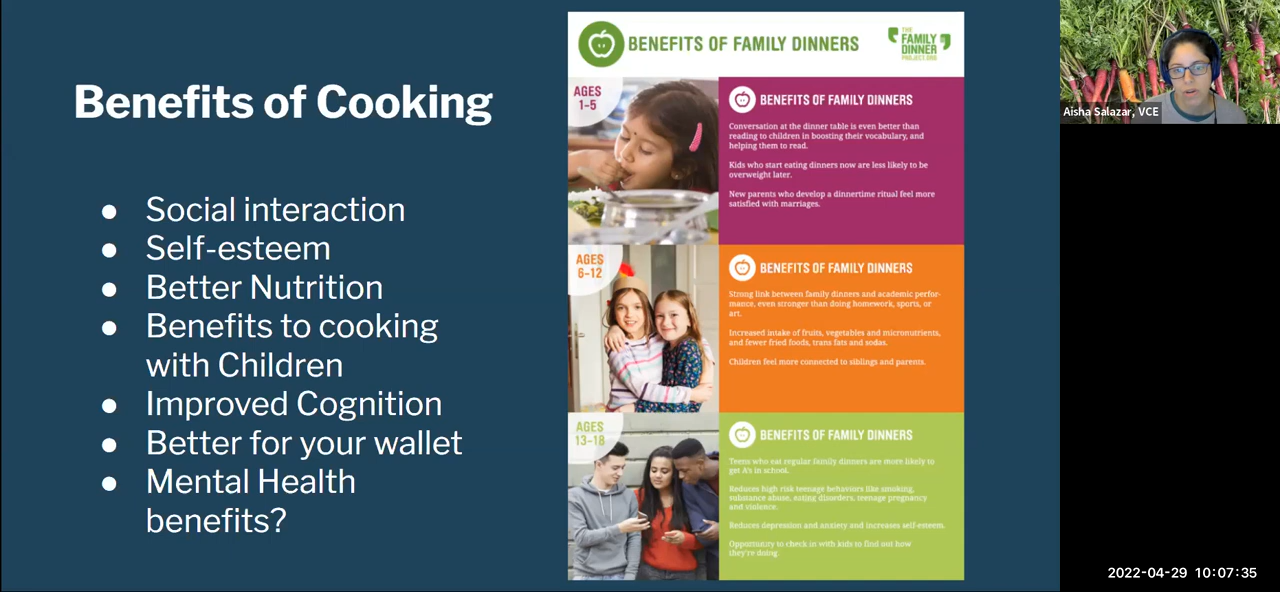 Benefits of Cooking
● Social interaction
● Self-esteem
● Better Nutrition
● Benefits to cooking
with Children
● Improved Cognition
● Better for your wallet
● Mental Health
benefits?
BENEFITS OF FAMILY DINNERS
THE
FAMILY
DINNER
PROJECT.ORG
AGES
1-5
BENEFITS OF FAMILY DINNERS
Conversation at the dinner table is even better than
reading to children in boosting their vocabulary, and
helping them to read.
Kids who start eating dinners now are less likely to be
overweight later.
New parents who develop a dinnertime ritual feel more
satisfied with marriages.
AGES
6-12
BENEFITS OF FAMILY DINNERS
Strong link between family dinners and academic perfor-
mance, even stronger than doing homework, sports, or
art.
Increased intake of fruits, vegetables and micronutrients,
and fewer fried foods, trans fats and sodas.
Children feel more connected to siblings and parents.
AGES
13-18
BENEFITS OF FAMILY DINNERS
Teens who eat regular family dinners are more likely to
get A's in school.
Reduces high risk teenage behaviors like smoking,
substance abuse, eating disorders, teenage pregnancy
and violence.
Reduces depression and anxiety and increases self-esteem.
Opportunity to check in with kids to find out how
they're doing.
Aisha Salazar, VCE
2022-04-29 10:07:35